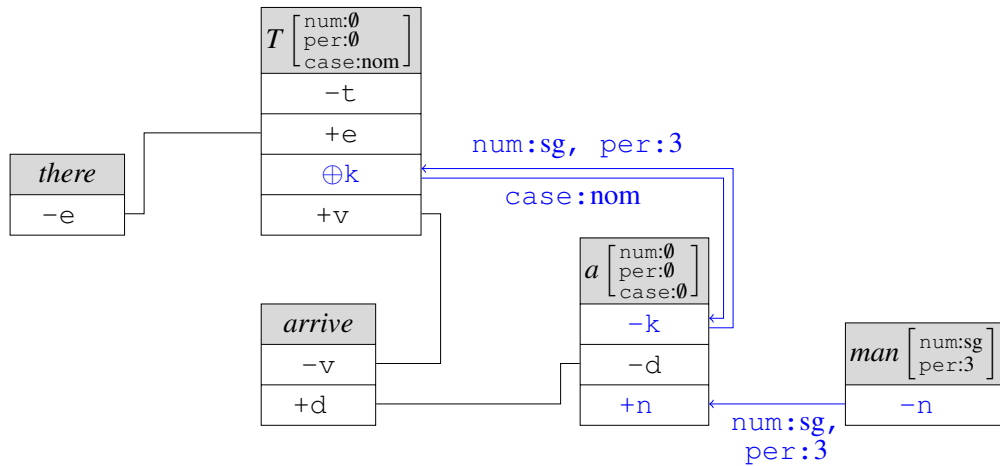 T [num:∅
per:∅
case:nom]
−t
+e
⊕k
+v
there
−e
num:sg, per:3
case:nom
a [num:∅
per:∅
case:∅]
−k
−d
+n
arrive
−v
+d
man [num:sg
per:3]
−n
num:sg,
per:3